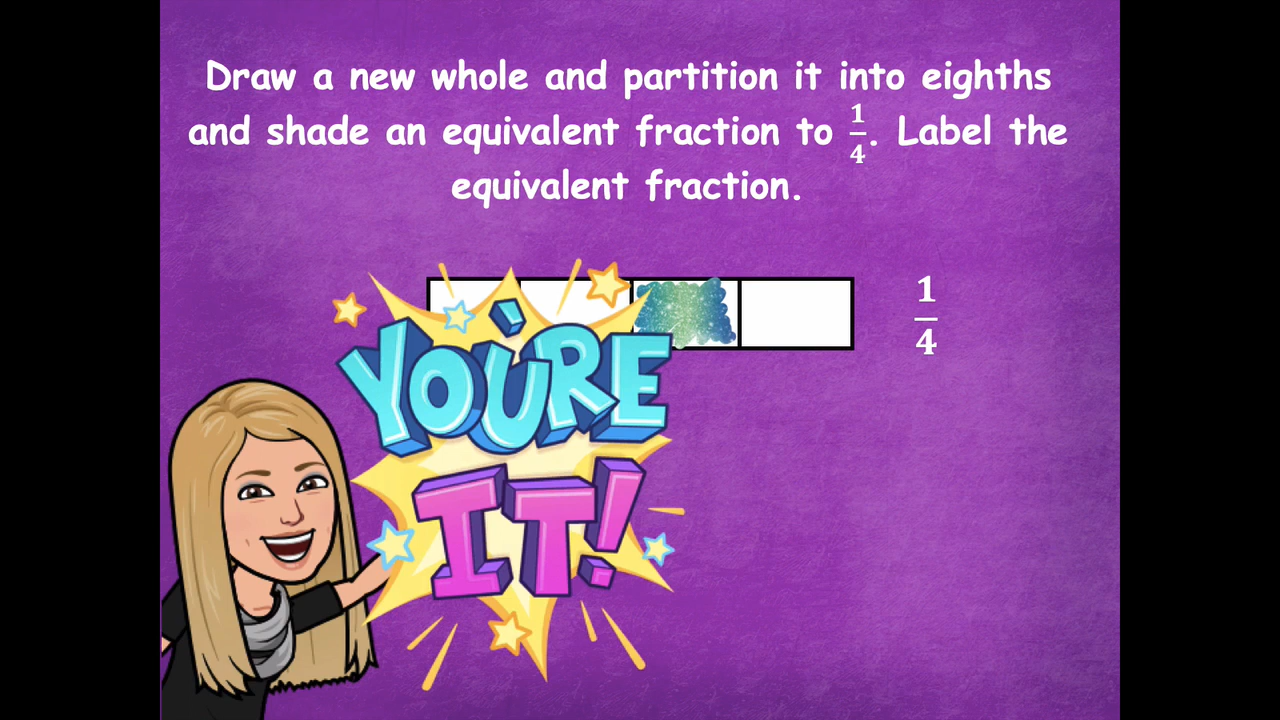 Draw a new whole and partition it into eighths
and shade an equivalent fraction to 1/4. Label the
equivalent fraction.
1/4
YOU'RE
IT!